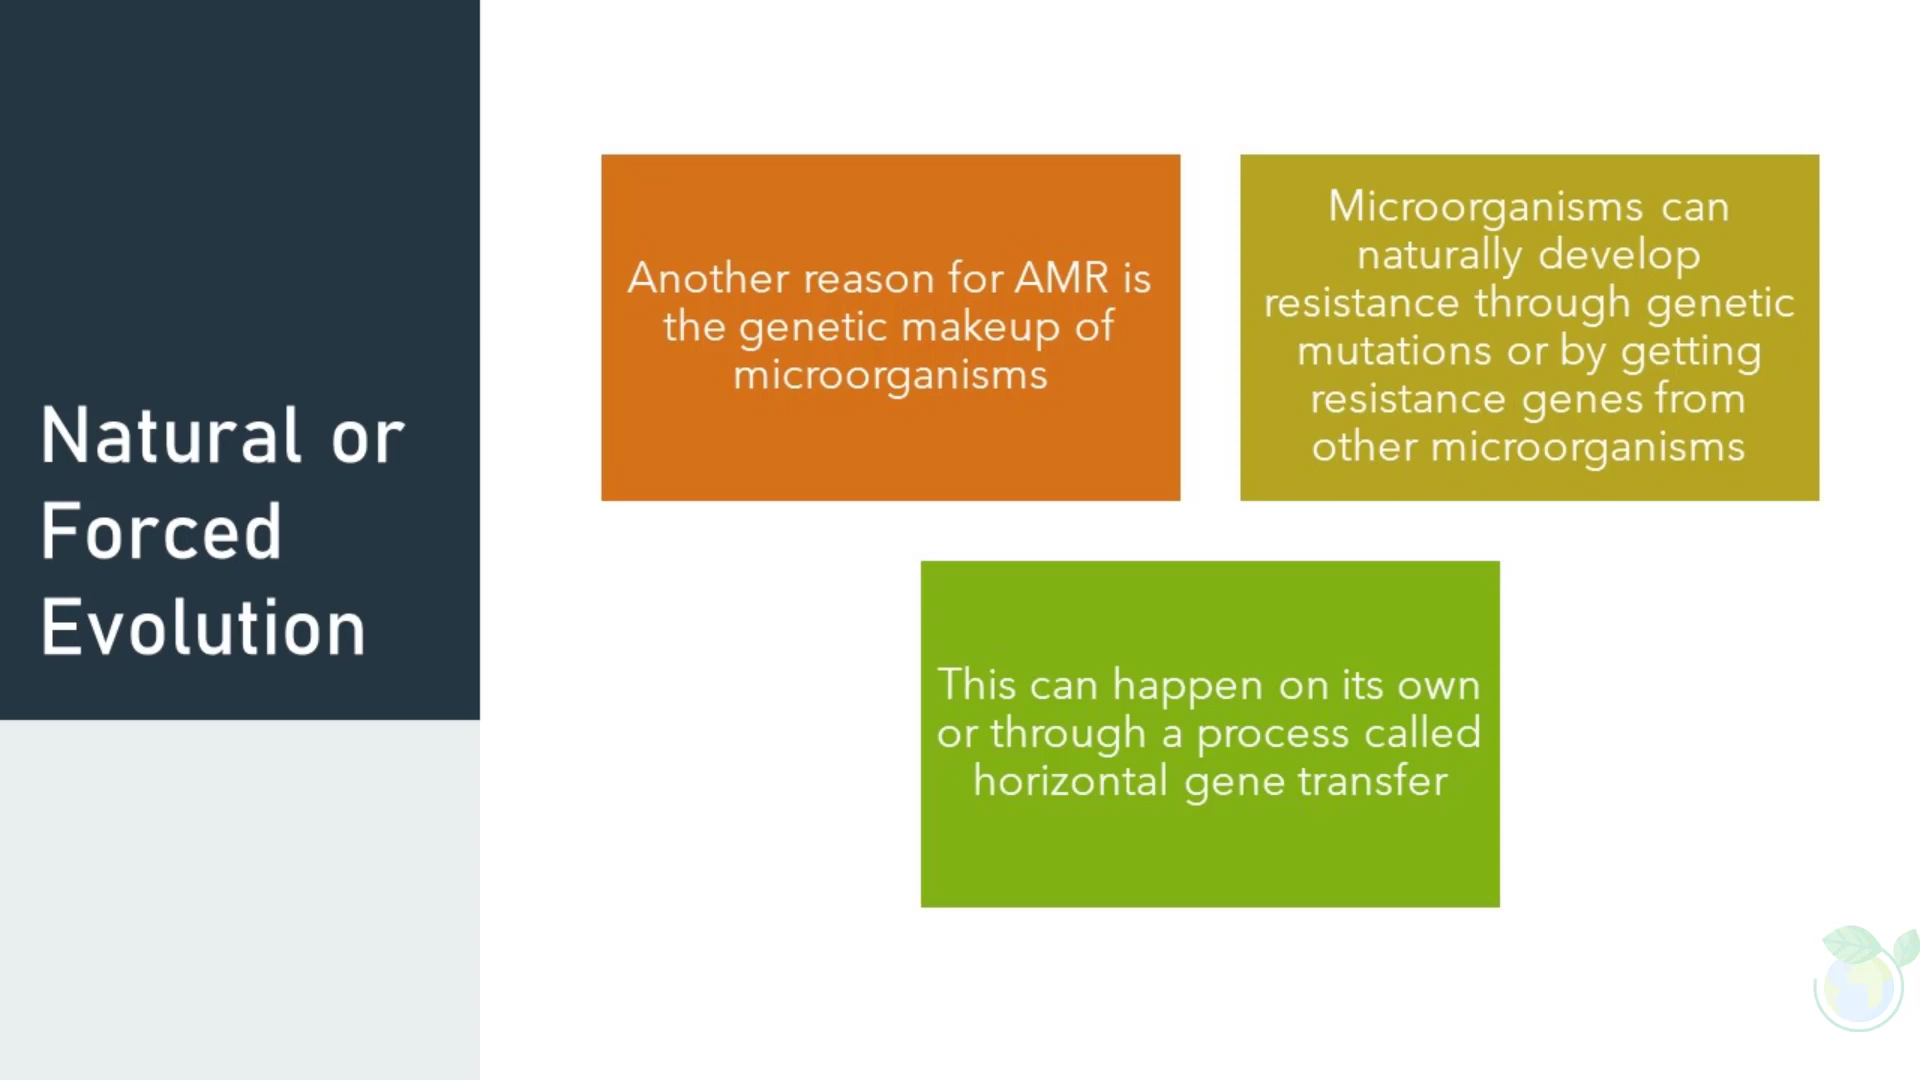 Natural or
Forced
Evolution
Another reason for AMR is
the genetic makeup of
microorganisms
Microorganisms can
naturally develop
resistance through genetic
mutations or by getting
resistance genes from
other microorganisms
This can happen on its own
or through a process called
horizontal gene transfer